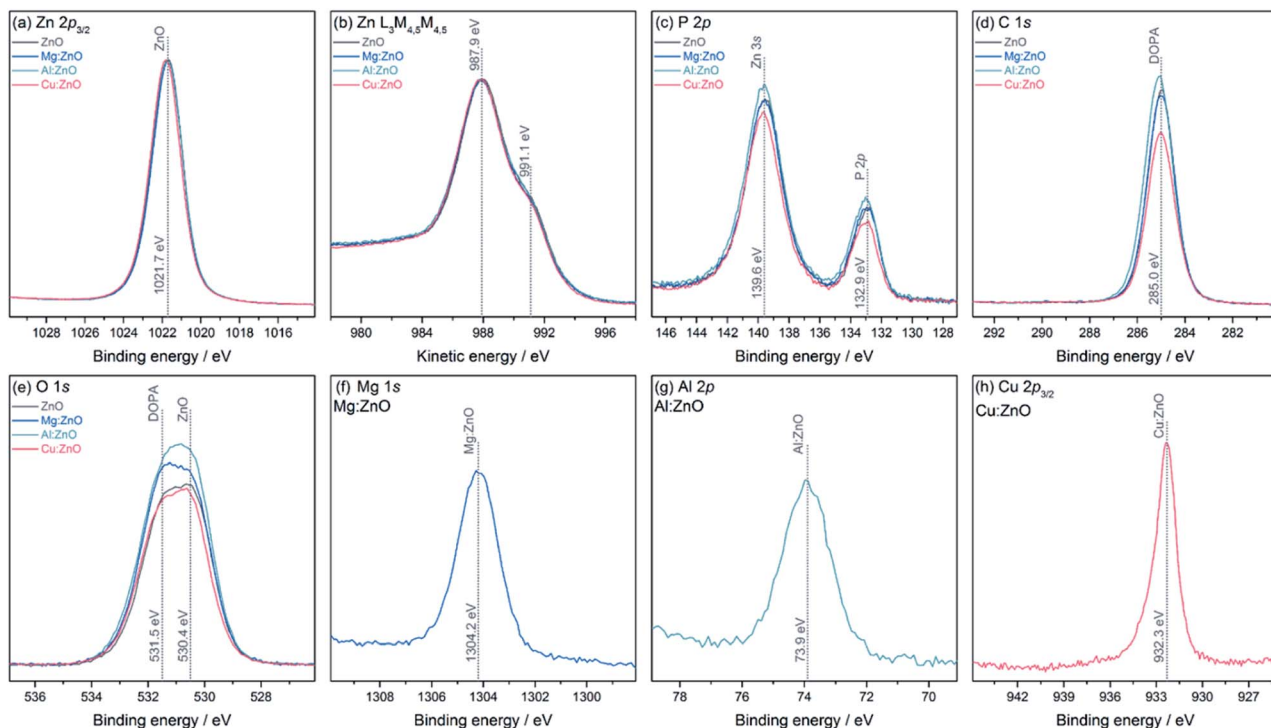 (a) Zn 2p3/2
ZnO
Mg:ZnO
Al:ZnO
Cu:ZnO
ZnO
1021.7 eV
1028 1026 1024 1022 1020 1018 1016
Binding energy / eV
(b) Zn L3M4,5M4,5
ZnO
Mg:ZnO
Al:ZnO
Cu:ZnO
987.9 eV
991.1 eV
980 984 988 992 996
Kinetic energy / eV
(c) P 2p
ZnO
Mg:ZnO
Al:ZnO
Cu:ZnO
Zn 3s
P 2p
139.6 eV
132.9 eV
146 144 142 140 138 136 134 132 130 128
Binding energy / eV
(d) C 1s
ZnO
Mg:ZnO
Al:ZnO
Cu:ZnO
DOPA
285.0 eV
292 290 288 286 284 282
Binding energy / eV
(e) O 1s
ZnO
Mg:ZnO
Al:ZnO
Cu:ZnO
DOPA
ZnO
531.5 eV
530.4 eV
536 534 532 530 528
Binding energy / eV
(f) Mg 1s
Mg:ZnO
Mg:ZnO
1304.2 eV
1308 1306 1304 1302 1300
Binding energy / eV
(g) Al 2p
Al:ZnO
Al:ZnO
73.9 eV
78 76 74 72 70
Binding energy / eV
(h) Cu 2p3/2
Cu:ZnO
Cu:ZnO
932.3 eV
942 939 936 933 930 927
Binding energy / eV